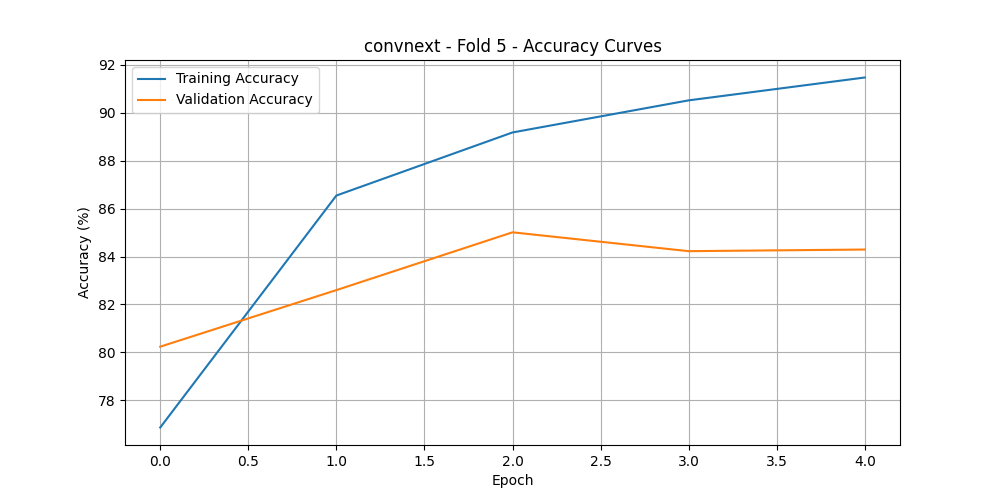 convnext - Fold 5 - Accuracy Curves
Training Accuracy
Validation Accuracy
Accuracy (%)
92
90
88
86
84
82
80
78
0.0 0.5 1.0 1.5 2.0 2.5 3.0 3.5 4.0
Epoch